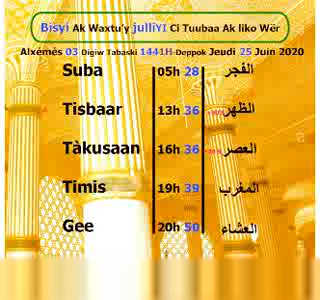 Bisyi Ak Waxtu'y julliYI Ci Tuubaa Ak liko Wër
Alxémés 03 Digiw Tabaski 1441H-Deppok Jeudi 25 Juin 2020
Suba 05h 28 الفجر
Tisbaar 13h 36 الظهر
Tàkusaan 16h 36 العصر
Timis 19h 39 المغرب
Gee 20h 50 العشاء